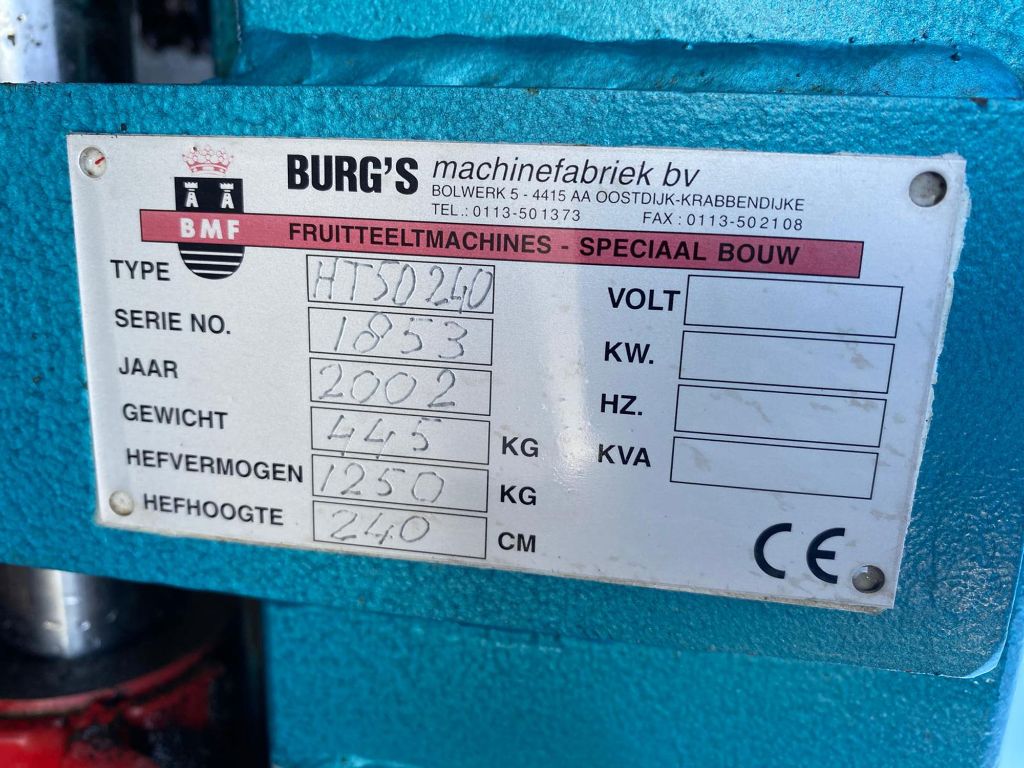 BURG'S machinefabriek bv
BOLWERK 5 - 4415 AA OOSTDIJK-KRABBENDIJKE
TEL.: 0113-501373 FAX : 0113-502108
BMF FRUITTEELTMACHINES - SPECIAAL BOUW
TYPE HT50240
SERIE NO. 1853
JAAR 2002
GEWICHT 445 KG
HEFVERMOGEN 1250 KG
HEFHOOGTE 240 CM
VOLT
KW.
HZ.
KVA
CE